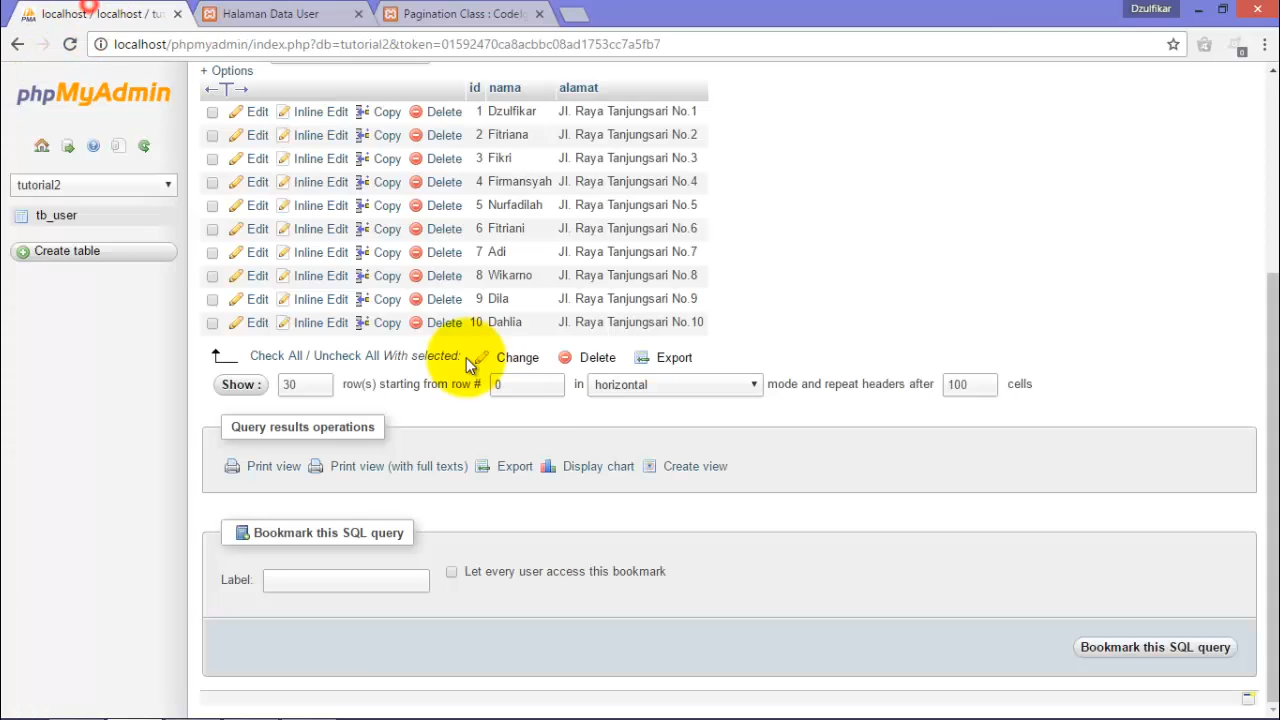 localhost / localhost / tu
Halaman Data User
Pagination Class : CodeIg
Dzulfikar
localhost/phpmyadmin/index.php?db=tutorial2&token=01592470ca8acbbc08ad1753cc7a5fb7
phpMyAdmin
tutorial2
tb_user
Create table
+ Options
←T→ id nama alamat
Edit Inline Edit Copy Delete 1 Dzulfikar Jl. Raya Tanjungsari No.1
Edit Inline Edit Copy Delete 2 Fitriana Jl. Raya Tanjungsari No.2
Edit Inline Edit Copy Delete 3 Fikri Jl. Raya Tanjungsari No.3
Edit Inline Edit Copy Delete 4 Firmansyah Jl. Raya Tanjungsari No.4
Edit Inline Edit Copy Delete 5 Nurfadilah Jl. Raya Tanjungsari No.5
Edit Inline Edit Copy Delete 6 Fitriani Jl. Raya Tanjungsari No.6
Edit Inline Edit Copy Delete 7 Adi Jl. Raya Tanjungsari No.7
Edit Inline Edit Copy Delete 8 Wikarno Jl. Raya Tanjungsari No.8
Edit Inline Edit Copy Delete 9 Dila Jl. Raya Tanjungsari No.9
Edit Inline Edit Copy Delete 10 Dahlia Jl. Raya Tanjungsari No.10
Check All / Uncheck All With selected: Change Delete Export
Show : 30 row(s) starting from row # 0 in horizontal mode and repeat headers after 100 cells
Query results operations
Print view Print view (with full texts) Export Display chart Create view
Bookmark this SQL query
Label: Let every user access this bookmark
Bookmark this SQL query